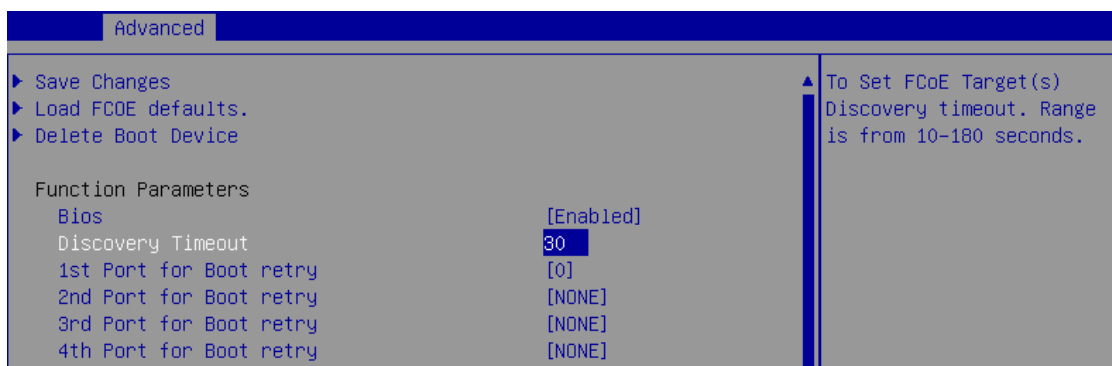 Advanced
Save Changes
Load FCOE defaults.
Delete Boot Device
Function Parameters
Bios [Enabled]
Discovery Timeout 30
1st Port for Boot retry [0]
2nd Port for Boot retry [NONE]
3rd Port for Boot retry [NONE]
4th Port for Boot retry [NONE]
To Set FCoE Target(s)
Discovery timeout. Range
is from 10-180 seconds.